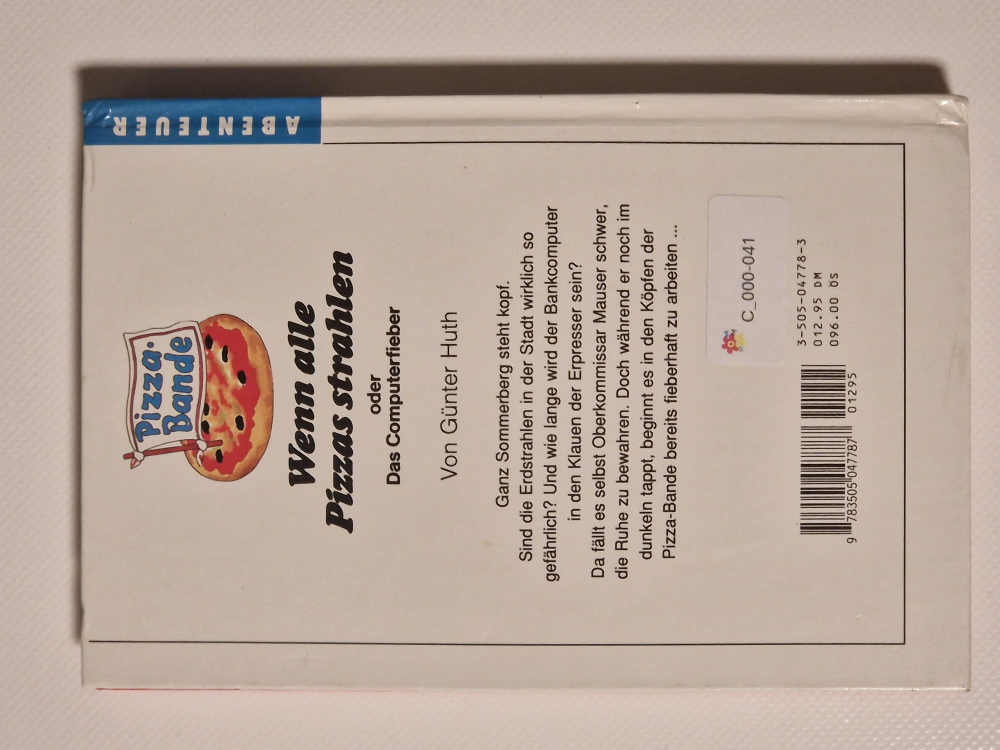 ABENTEUER
Pizza-
Bande
Wenn alle
Pizzas strahlen
oder
Das Computerfieber
Von Günter Huth
Ganz Sommerberg steht kopf.
Sind die Erdstrahlen in der Stadt wirklich so
gefährlich? Und wie lange wird der Bankcomputer
in den Klauen der Erpresser sein?
Da fällt es selbst Oberkommissar Mauser schwer,
die Ruhe zu bewahren. Doch während er noch im
dunkeln tappt, beginnt es in den Köpfen der
Pizza-Bande bereits fieberhaft zu arbeiten ...
C_000-041
3-505-04778-3
012.95 DM
096.00 ÖS
9 783505 047787
01295